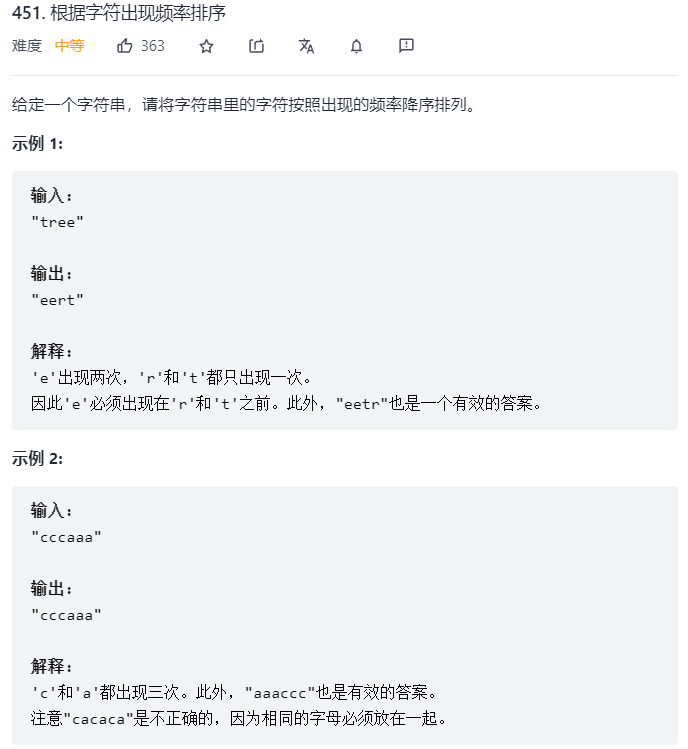 451. 根据字符出现频率排序
难度 中等 363
给定一个字符串，请将字符串里的字符按照出现的频率降序排列。
示例 1:
输入:
"tree"
输出:
"eert"
解释:
'e'出现两次，'r'和't'都只出现一次。
因此'e'必须出现在'r'和't'之前。此外，"eetr"也是一个有效的答案。
示例 2:
输入:
"cccaaa"
输出:
"cccaaa"
解释:
'c'和'a'都出现三次。此外，"aaaccc"也是有效的答案。
注意"cacaca"是不正确的，因为相同的字母必须放在一起。